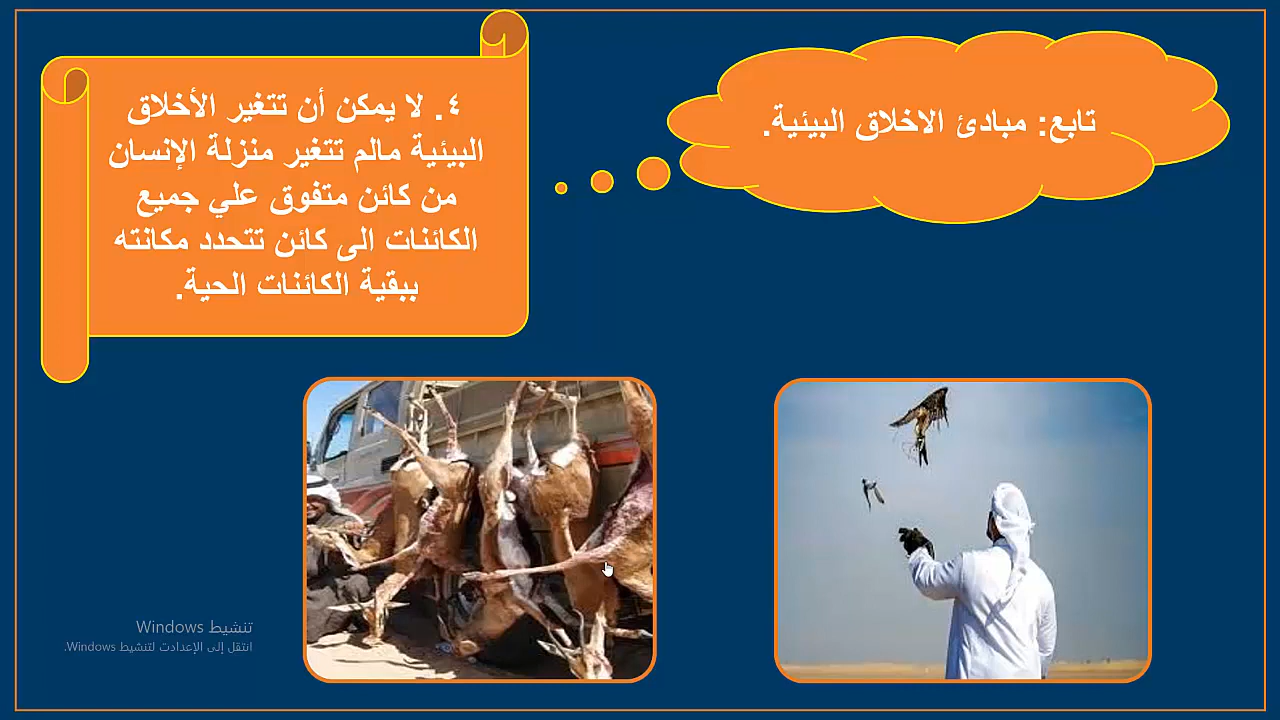 تابع: مبادئ الاخلاق البيئية.
٤. لا يمكن أن تتغير الأخلاق
البيئية مالم تتغير منزلة الإنسان
من كائن متفوق علي جميع
الكائنات الى كائن تتحدد مكانته
ببقية الكائنات الحية.
تنشيط Windows
انتقل إلى الإعدادت لتنشيط Windows.